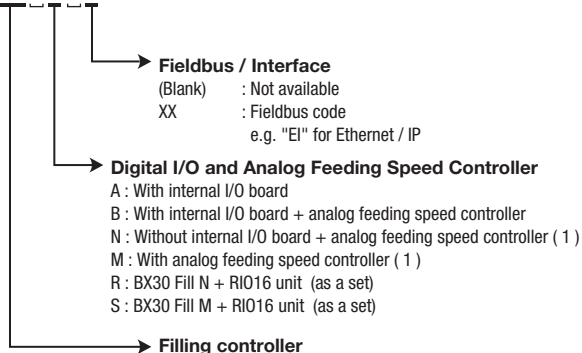 Fieldbus / Interface
(Blank) : Not available
XX : Fieldbus code
e.g. "EI" for Ethernet / IP
Digital I/O and Analog Feeding Speed Controller
A : With internal I/O board
B : With internal I/O board + analog feeding speed controller
N : Without internal I/O board + analog feeding speed controller ( 1 )
M : With analog feeding speed controller ( 1 )
R : BX30 Fill N + RIO16 unit (as a set)
S : BX30 Fill M + RIO16 unit (as a set)
Filling controller